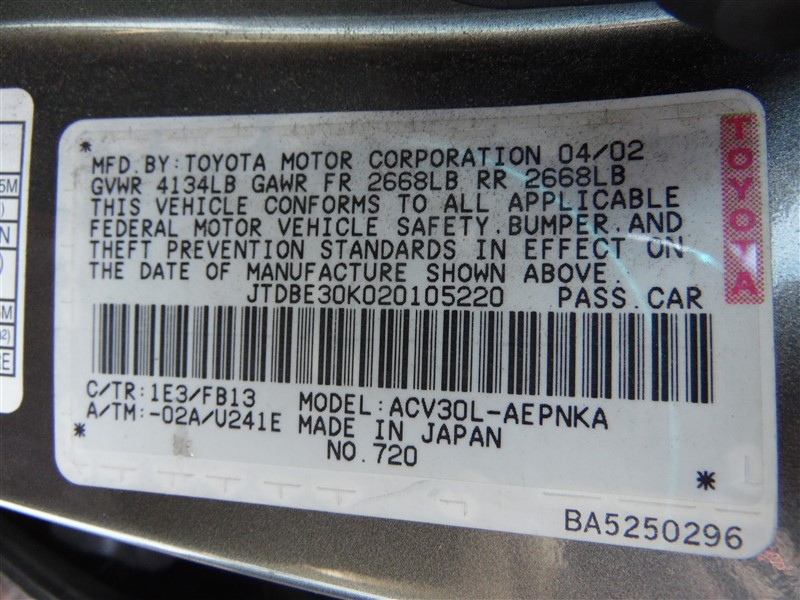 *
MFD.BY:TOYOTA MOTOR CORPORATION 04/02
GVWR 4134LB GAWR FR 2668LB RR 2668LB
THIS VEHICLE CONFORMS TO ALL APPLICABLE
FEDERAL MOTOR VEHICLE SAFETY.BUMPER.AND
THEFT PREVENTION STANDARDS IN EFFECT ON
THE DATE OF MANUFACTURE SHOWN ABOVE.
JTDBE30K020105220 PASS.CAR
C/TR:1E3/FB13 MODEL:ACV30L-AEPNKA
A/TM:-02A/U241E MADE IN JAPAN
* NO.720
*
BA5250296
TOYOTA